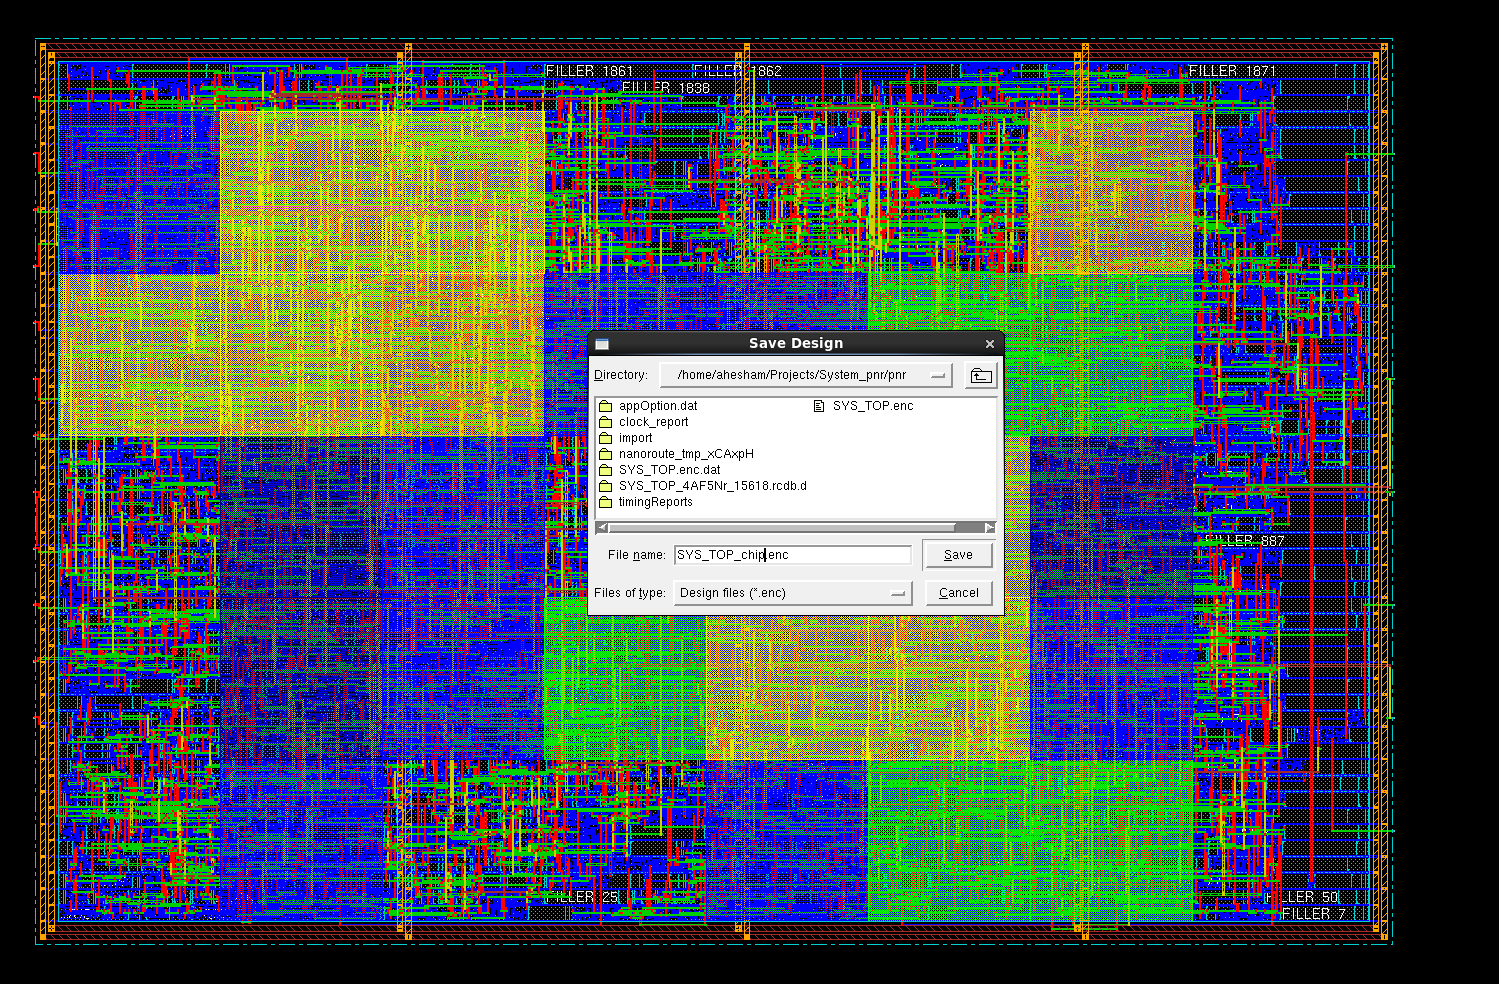 FILLER 1861
FILLER 1862
FILLER 1871
FILLER 1838
Save Design
Directory: /home/ahesham/Projects/System_pnr/pnr
appOption.dat
clock_report
import
nanoroute_tmp_xCAxpH
SYS_TOP.enc.dat
SYS_TOP_4AF5Nr_15618.rcdb.d
timingReports
SYS_TOP.enc
File name: SYS_TOP_chip.enc
Save
Files of type: Design files (*.enc)
Cancel
FILLER 887
FILLER 25
FILLER 50
FILLER 7